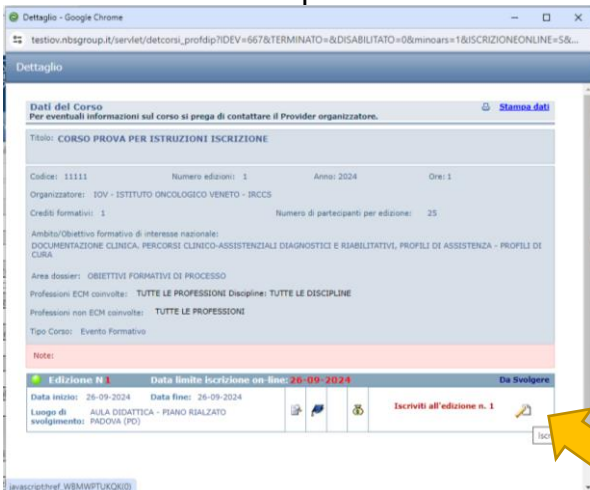 Dettaglio - Google Chrome
testiov.nbsgroup.it/servlet/detcorsi_profdip?IDEV=667&TERMINATO=&DISABILITATO=0&minoars=1&ISCRIZIONEONLINE=S&...
Dettaglio
Dati del Corso
Stampa dati
Per eventuali informazioni sul corso si prega di contattare il Provider organizzatore.
Titolo: CORSO PROVA PER ISTRUZIONI ISCRIZIONE
Codice: 11111 Numero edizioni: 1 Anno: 2024 Ore: 1
Organizzatore: IOV - ISTITUTO ONCOLOGICO VENETO - IRCCS
Crediti formativi: 1 Numero di partecipanti per edizione: 25
Ambito/Obiettivo formativo di interesse nazionale:
DOCUMENTAZIONE CLINICA. PERCORSI CLINICO-ASSISTENZIALI DIAGNOSTICI E RIABILITATIVI, PROFILI DI ASSISTENZA - PROFILI DI
CURA
Area dossier: OBIETTIVI FORMATIVI DI PROCESSO
Professioni ECM coinvolte: TUTTE LE PROFESSIONI Discipline: TUTTE LE DISCIPLINE
Professioni non ECM coinvolte: TUTTE LE PROFESSIONI
Tipo Corso: Evento Formativo
Note:
Edizione N 1 Data limite iscrizione on-line: 26-09-2024 Da Svolgere
Data inizio: 26-09-2024 Data fine: 26-09-2024
Iscriviti all'edizione n. 1
Luogo di svolgimento: AULA DIDATTICA - PIANO RIALZATO
PADOVA (PD)